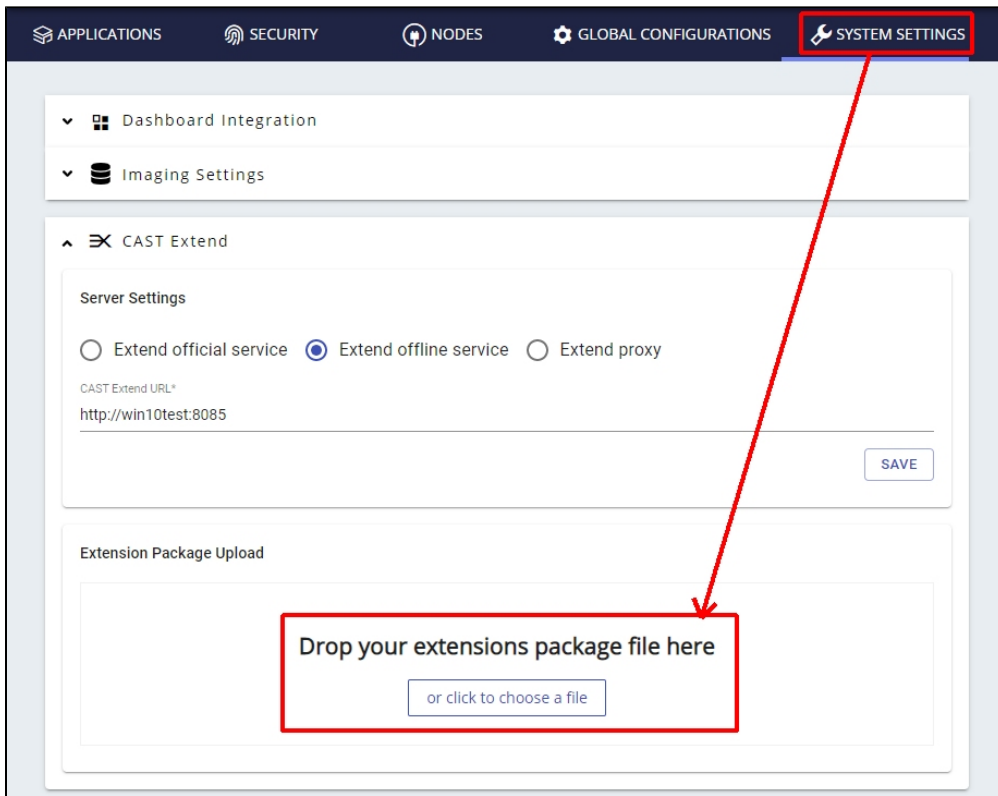 APPLICATIONS SECURITY NODES GLOBAL CONFIGURATIONS SYSTEM SETTINGS
Dashboard Integration
Imaging Settings
CAST Extend
Server Settings
Extend official service Extend offline service Extend proxy
CAST Extend URL*
http://win10test:8085
SAVE
Extension Package Upload
Drop your extensions package file here
or click to choose a file